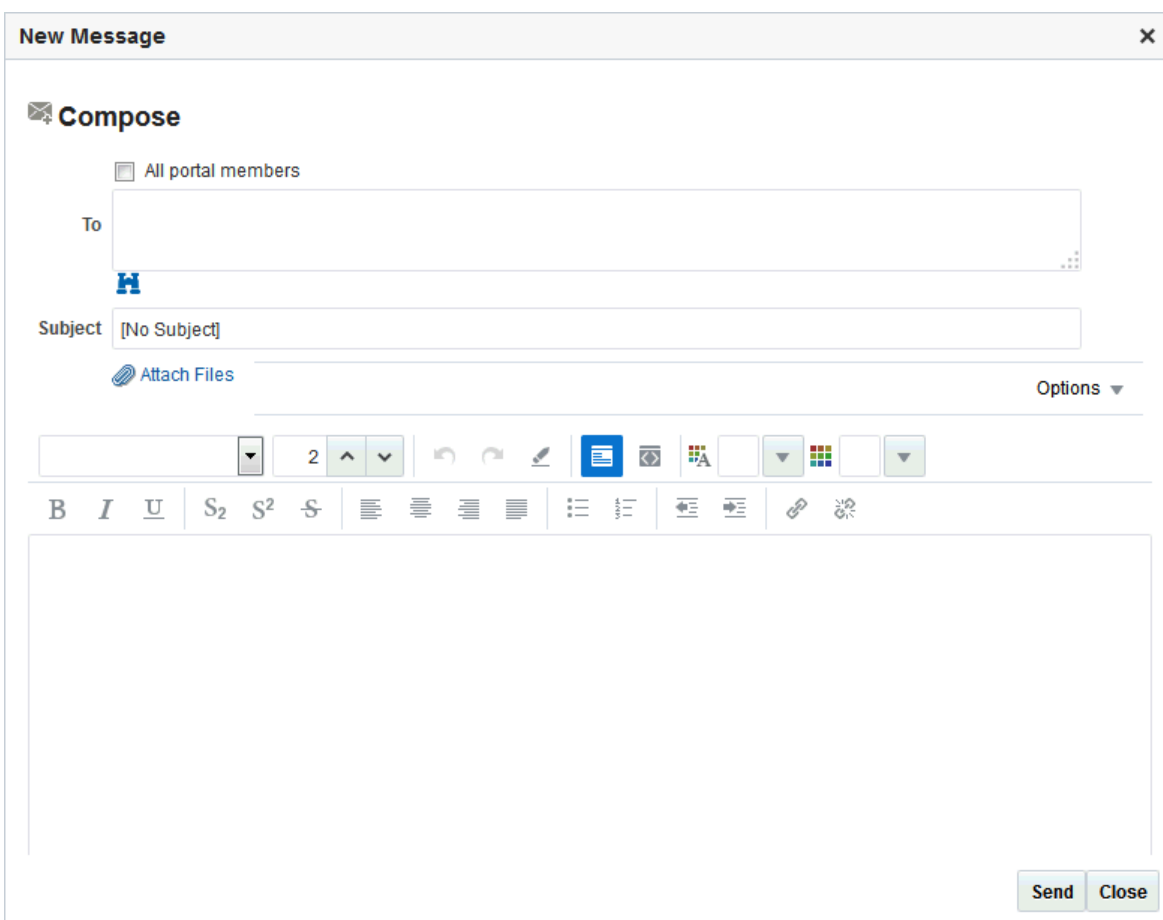 New Message
Compose
All portal members
To
Subject [No Subject]
Attach Files
Options
2
B I U S2 S2 S
Send Close